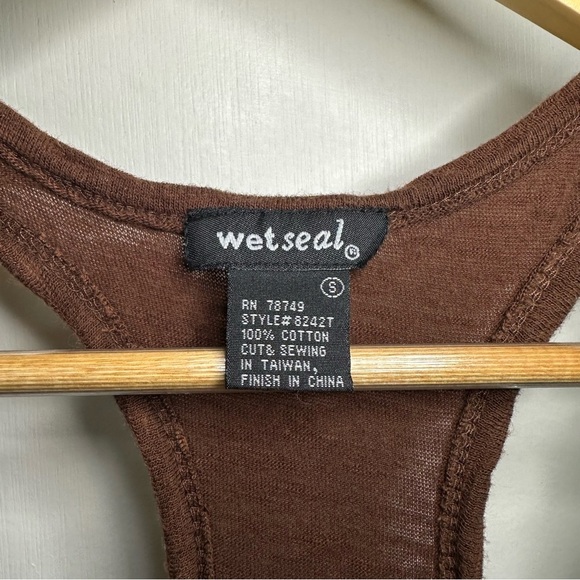 wetseal®
S
RN 78749
STYLE#8242T
100% COTTON
CUT& SEWING
IN TAIWAN,
FINISH IN CHINA